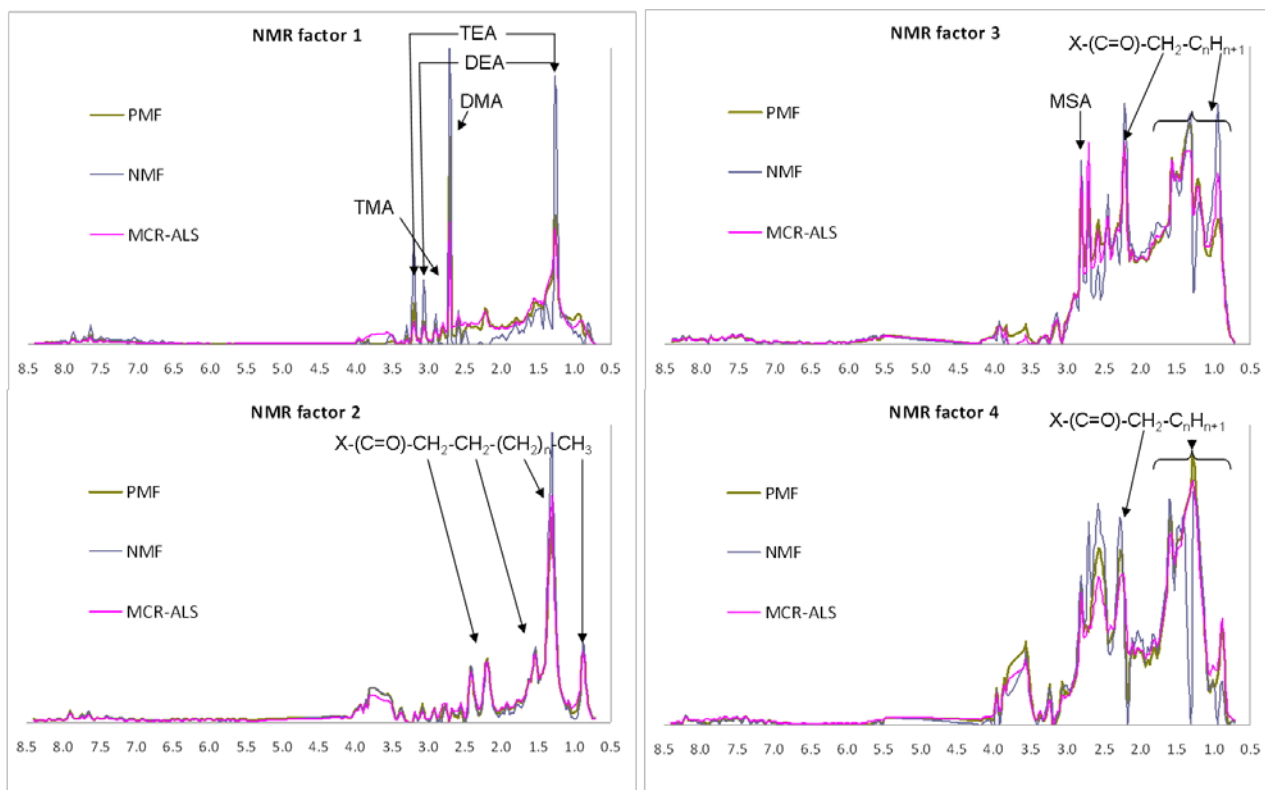 NMR factor 1
TEA
DEA
DMA
TMA
PMF
NMF
MCR-ALS
8.5 8.0 7.5 7.0 6.5 6.0 5.5 5.0 4.5 4.0 3.5 3.0 2.5 2.0 1.5 1.0 0.5
NMR factor 3
X-(C=O)-CH2-CnHn+1
MSA
PMF
NMF
MCR-ALS
8.5 8.0 7.5 7.0 6.5 6.0 5.5 5.0 4.5 4.0 3.5 3.0 2.5 2.0 1.5 1.0 0.5
NMR factor 2
X-(C=O)-CH2-CH2-(CH2)n-CH3
PMF
NMF
MCR-ALS
8.5 8.0 7.5 7.0 6.5 6.0 5.5 5.0 4.5 4.0 3.5 3.0 2.5 2.0 1.5 1.0 0.5
NMR factor 4
X-(C=O)-CH2-CnHn+1
PMF
NMF
MCR-ALS
8.5 8.0 7.5 7.0 6.5 6.0 5.5 5.0 4.5 4.0 3.5 3.0 2.5 2.0 1.5 1.0 0.5